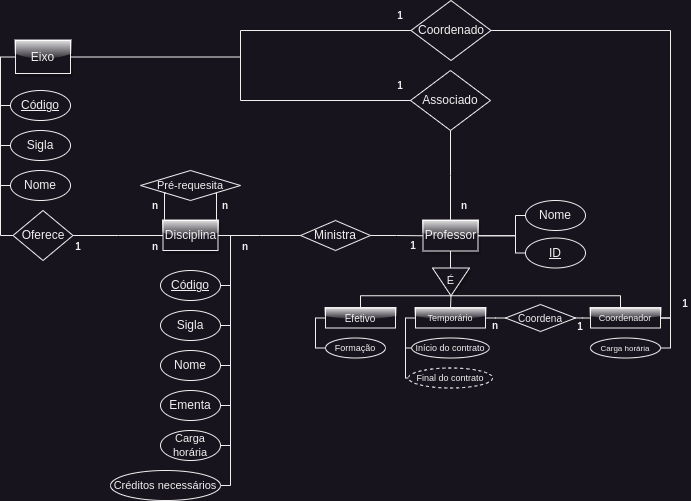 1
Coordenado
Eixo
1
Associado
Código
Sigla
Nome
Pré-requesita
n
n
n
Nome
Oferece
1
n
Disciplina
n
Ministra
1
Professor
ID
É
Código
Sigla
Nome
Ementa
Carga
horária
Créditos necessários
Efetivo
Temporário
n
Coordena
1
Coordenador
1
Formação
Início do contrato
Carga horária
Final do contrato